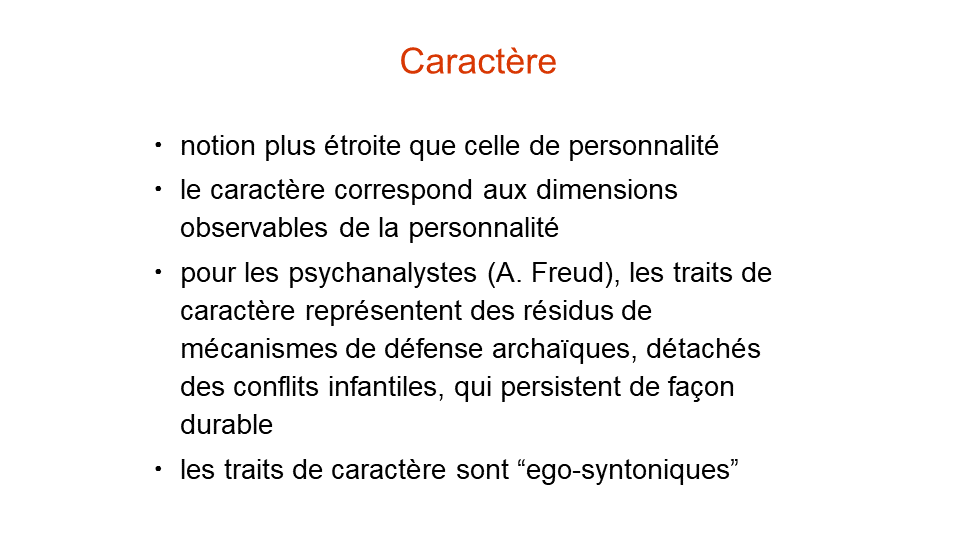 Caractère
• notion plus étroite que celle de personnalité
• le caractère correspond aux dimensions
observables de la personnalité
• pour les psychanalystes (A. Freud), les traits de
caractère représentent des résidus de
mécanismes de défense archaïques, détachés
des conflits infantiles, qui persistent de façon
durable
• les traits de caractère sont “ego-syntoniques”